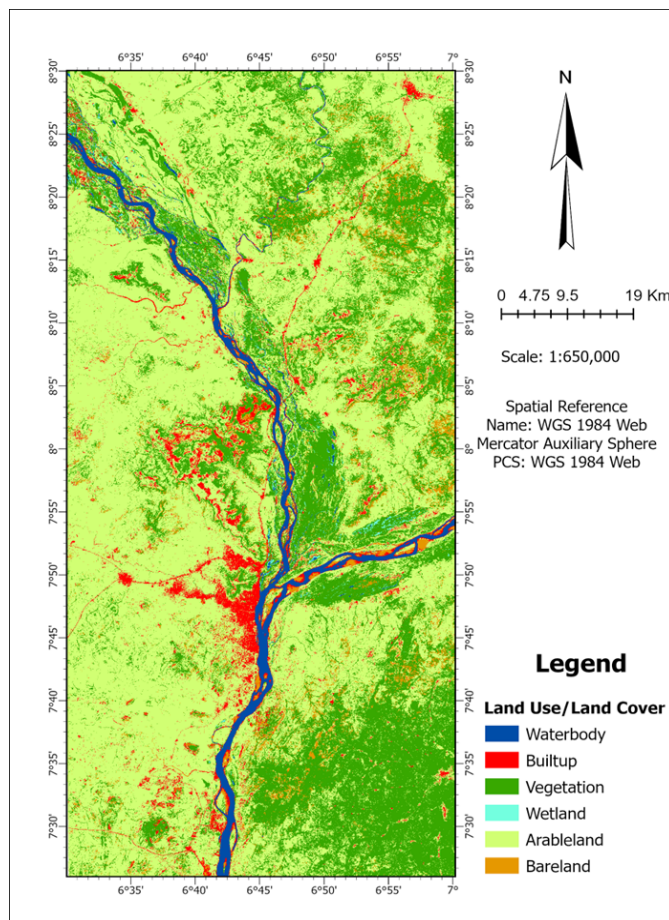 6°35' 6°40' 6°45' 6°50' 6°55' 7°
8°30'
8°25'
8°20'
8°15'
8°10'
8°5'
8°
7°55'
7°50'
7°45'
7°40'
7°35'
7°30'
8°30'
8°25'
8°20'
8°15'
8°10'
8°5'
8°
7°55'
7°50'
7°45'
7°40'
7°35'
7°30'
6°35' 6°40' 6°45' 6°50' 6°55' 7°
N
0 4.75 9.5 19 Km
Scale: 1:650,000
Spatial Reference
Name: WGS 1984 Web
Mercator Auxiliary Sphere
PCS: WGS 1984 Web
Legend
Land Use/Land Cover
Waterbody
Builtup
Vegetation
Wetland
Arableland
Bareland